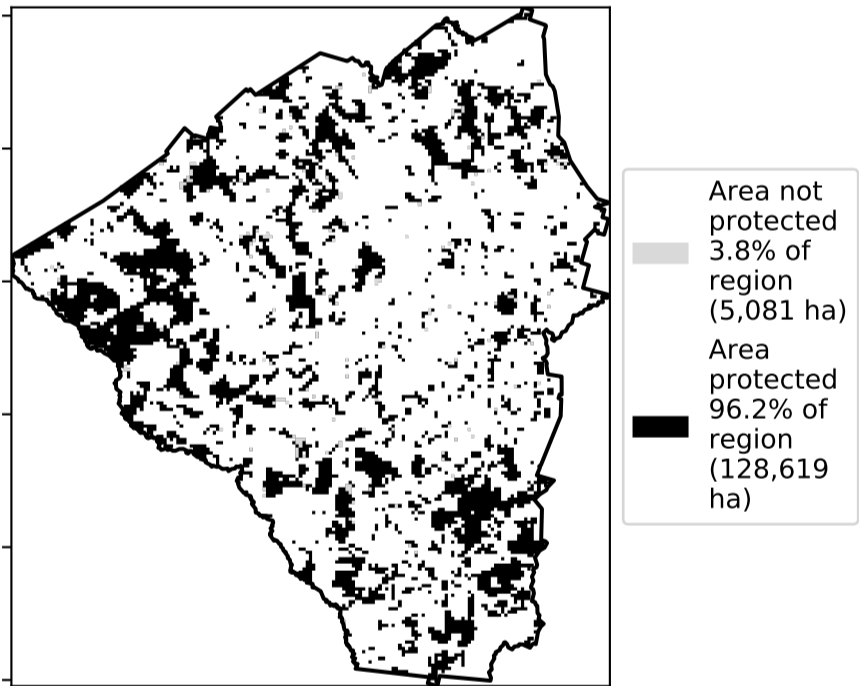 Area not
protected
3.8% of
region
(5,081 ha)
Area
protected
96.2% of
region
(128,619
ha)